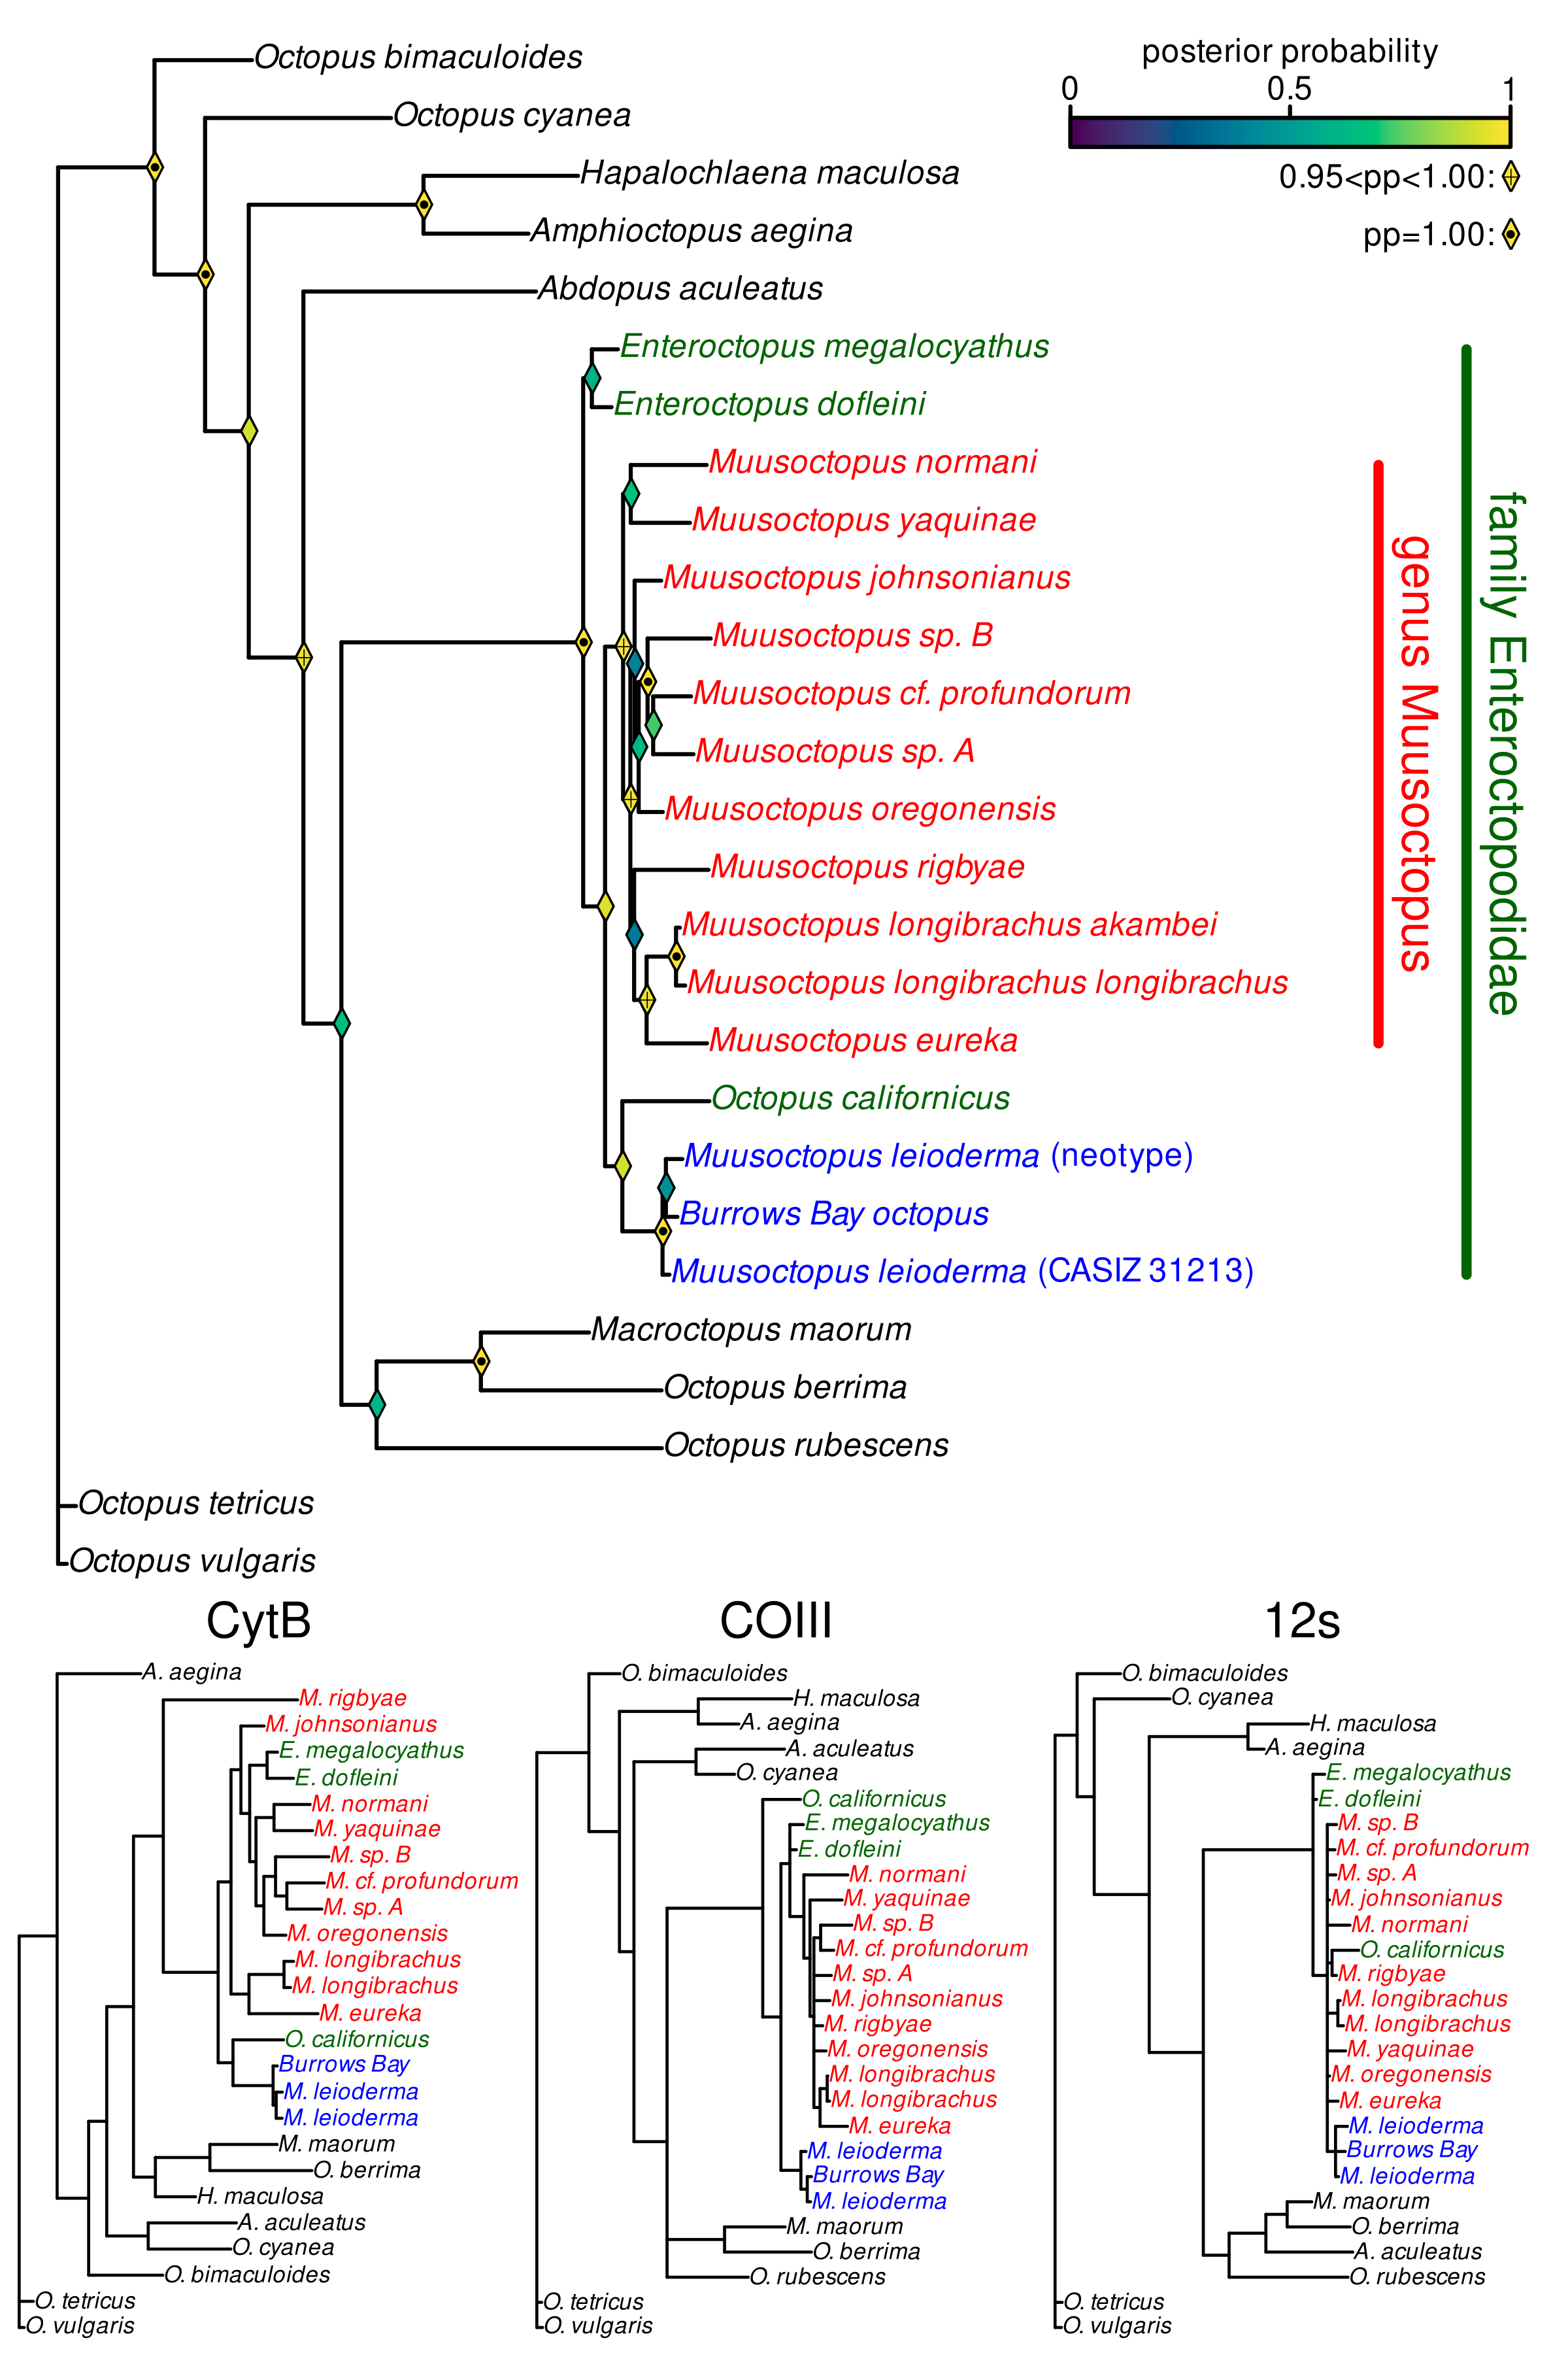 posterior probability
0 0.5 1
0.95<pp<1.00:
pp=1.00:
Octopus bimaculoides
Octopus cyanea
Hapalochlaena maculosa
Amphioctopus aegina
Abdopus aculeatus
Enteroctopus megalocyathus
Enteroctopus dofleini
Muusoctopus normani
Muusoctopus yaquinae
Muusoctopus johnsonianus
Muusoctopus sp. B
Muusoctopus cf. profundorum
Muusoctopus sp. A
Muusoctopus oregonensis
Muusoctopus rigbyae
Muusoctopus longibrachus akambei
Muusoctopus longibrachus longibrachus
Muusoctopus eureka
Octopus californicus
Muusoctopus leioderma (neotype)
Burrows Bay octopus
Muusoctopus leioderma (CASIZ 31213)
Macroctopus maorum
Octopus berrima
Octopus rubescens
Octopus tetricus
Octopus vulgaris
genus Muusoctopus
family Enteroctopodidae
CytB
A. aegina
M. rigbyae
M. johnsonianus
E. megalocyathus
E. dofleini
M. normani
M. yaquinae
M. sp. B
M. cf. profundorum
M. sp. A
M. oregonensis
M. longibrachus
M. longibrachus
M. eureka
O. californicus
Burrows Bay
M. leioderma
M. leioderma
M. maorum
O. berrima
H. maculosa
A. aculeatus
O. cyanea
O. bimaculoides
O. tetricus
O. vulgaris
COIII
O. bimaculoides
H. maculosa
A. aegina
A. aculeatus
O. cyanea
O. californicus
E. megalocyathus
E. dofleini
M. normani
M. yaquinae
M. sp. B
M. cf. profundorum
M. sp. A
M. johnsonianus
M. rigbyae
M. oregonensis
M. longibrachus
M. longibrachus
M. eureka
M. leioderma
Burrows Bay
M. leioderma
M. maorum
O. berrima
O. rubescens
O. tetricus
O. vulgaris
12s
O. bimaculoides
O. cyanea
H. maculosa
A. aegina
E. megalocyathus
E. dofleini
M. sp. B
M. cf. profundorum
M. sp. A
M. johnsonianus
M. normani
O. californicus
M. rigbyae
M. longibrachus
M. longibrachus
M. yaquinae
M. oregonensis
M. eureka
M. leioderma
Burrows Bay
M. leioderma
M. maorum
O. berrima
A. aculeatus
O. rubescens
O. tetricus
O. vulgaris